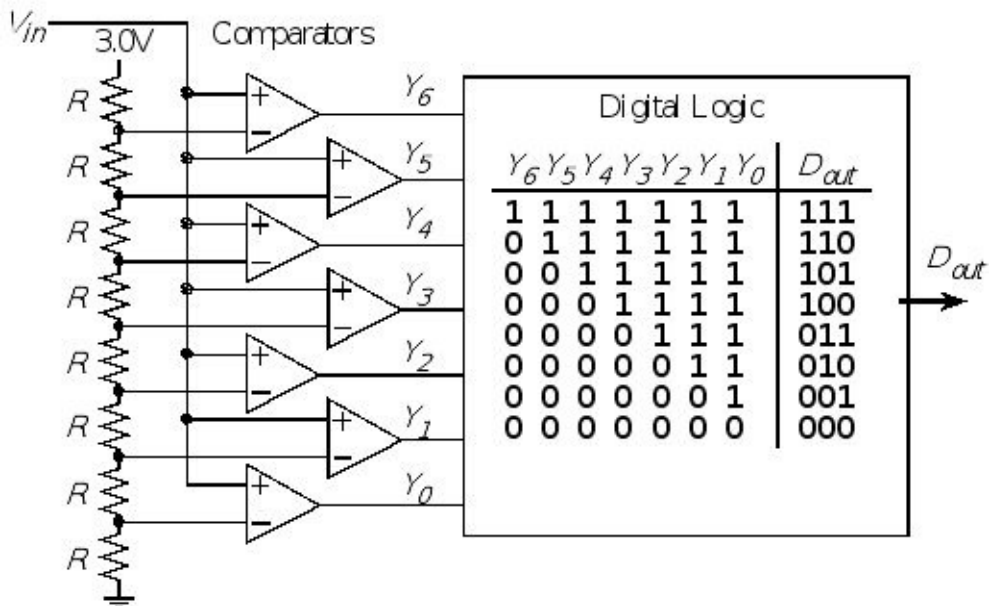 Vin
3.0V
Comparators
R
R
R
R
R
R
R
R
+
−
+
−
+
−
+
−
+
−
+
−
+
−
Y6
Y5
Y4
Y3
Y2
Y1
Y0
Digital Logic
Y6 Y5 Y4 Y3 Y2 Y1 Y0 Dout
1 1 1 1 1 1 1 111
0 1 1 1 1 1 1 110
0 0 1 1 1 1 1 101
0 0 0 1 1 1 1 100
0 0 0 0 1 1 1 011
0 0 0 0 0 1 1 010
0 0 0 0 0 0 1 001
0 0 0 0 0 0 0 000
Dout